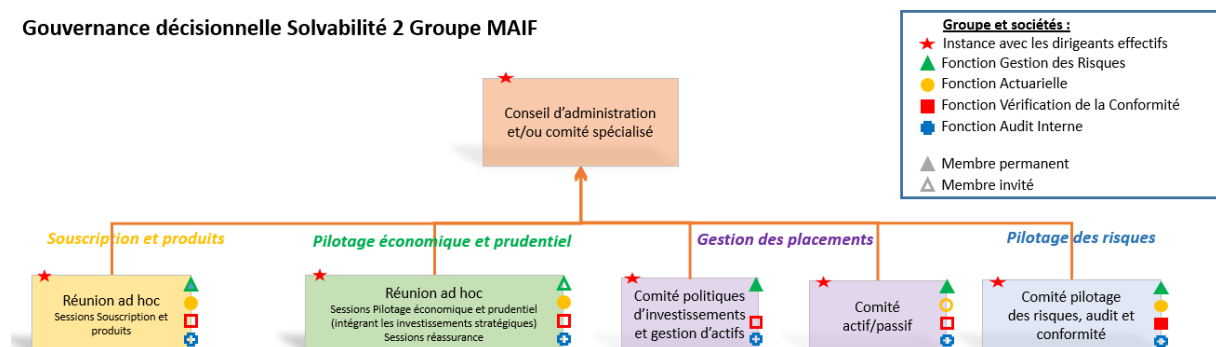 Gouvernance décisionnelle Solvabilité 2 Groupe MAIF
Groupe et sociétés :
Instance avec les dirigeants effectifs
Fonction Gestion des Risques
Fonction Actuarielle
Fonction Vérification de la Conformité
Fonction Audit Interne
Membre permanent
Membre invité
Conseil d’administration
et/ou comité spécialisé
Souscription et produits
Pilotage économique et prudentiel
Gestion des placements
Pilotage des risques
Réunion ad hoc
Sessions Souscription et
produits
Réunion ad hoc
Sessions Pilotage économique et prudentiel
(intégrant les investissements stratégiques)
Sessions réassurance
Comité politiques
d’investissements
et gestion d’actifs
Comité
actif/passif
Comité pilotage
des risques, audit et
conformité